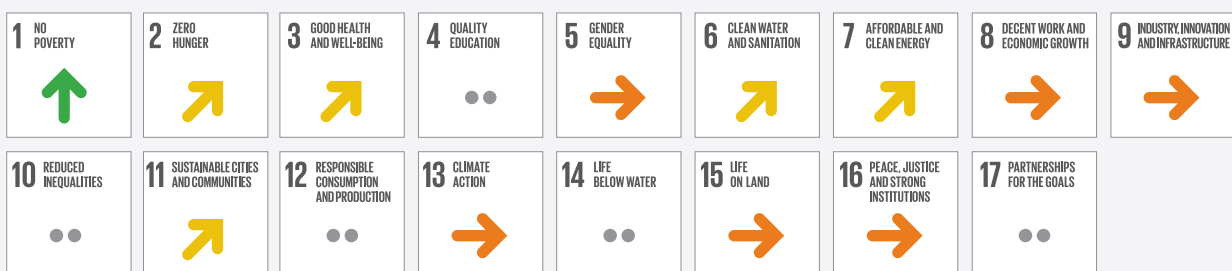 1 NO
POVERTY
2 ZERO
HUNGER
3 GOOD HEALTH
AND WELL-BEING
4 QUALITY
EDUCATION
5 GENDER
EQUALITY
6 CLEAN WATER
AND SANITATION
7 AFFORDABLE AND
CLEAN ENERGY
8 DECENT WORK AND
ECONOMIC GROWTH
9 INDUSTRY, INNOVATION
AND INFRASTRUCTURE
10 REDUCED
INEQUALITIES
11 SUSTAINABLE CITIES
AND COMMUNITIES
12 RESPONSIBLE
CONSUMPTION
AND PRODUCTION
13 CLIMATE
ACTION
14 LIFE
BELOW WATER
15 LIFE
ON LAND
16 PEACE, JUSTICE
AND STRONG
INSTITUTIONS
17 PARTNERSHIPS
FOR THE GOALS